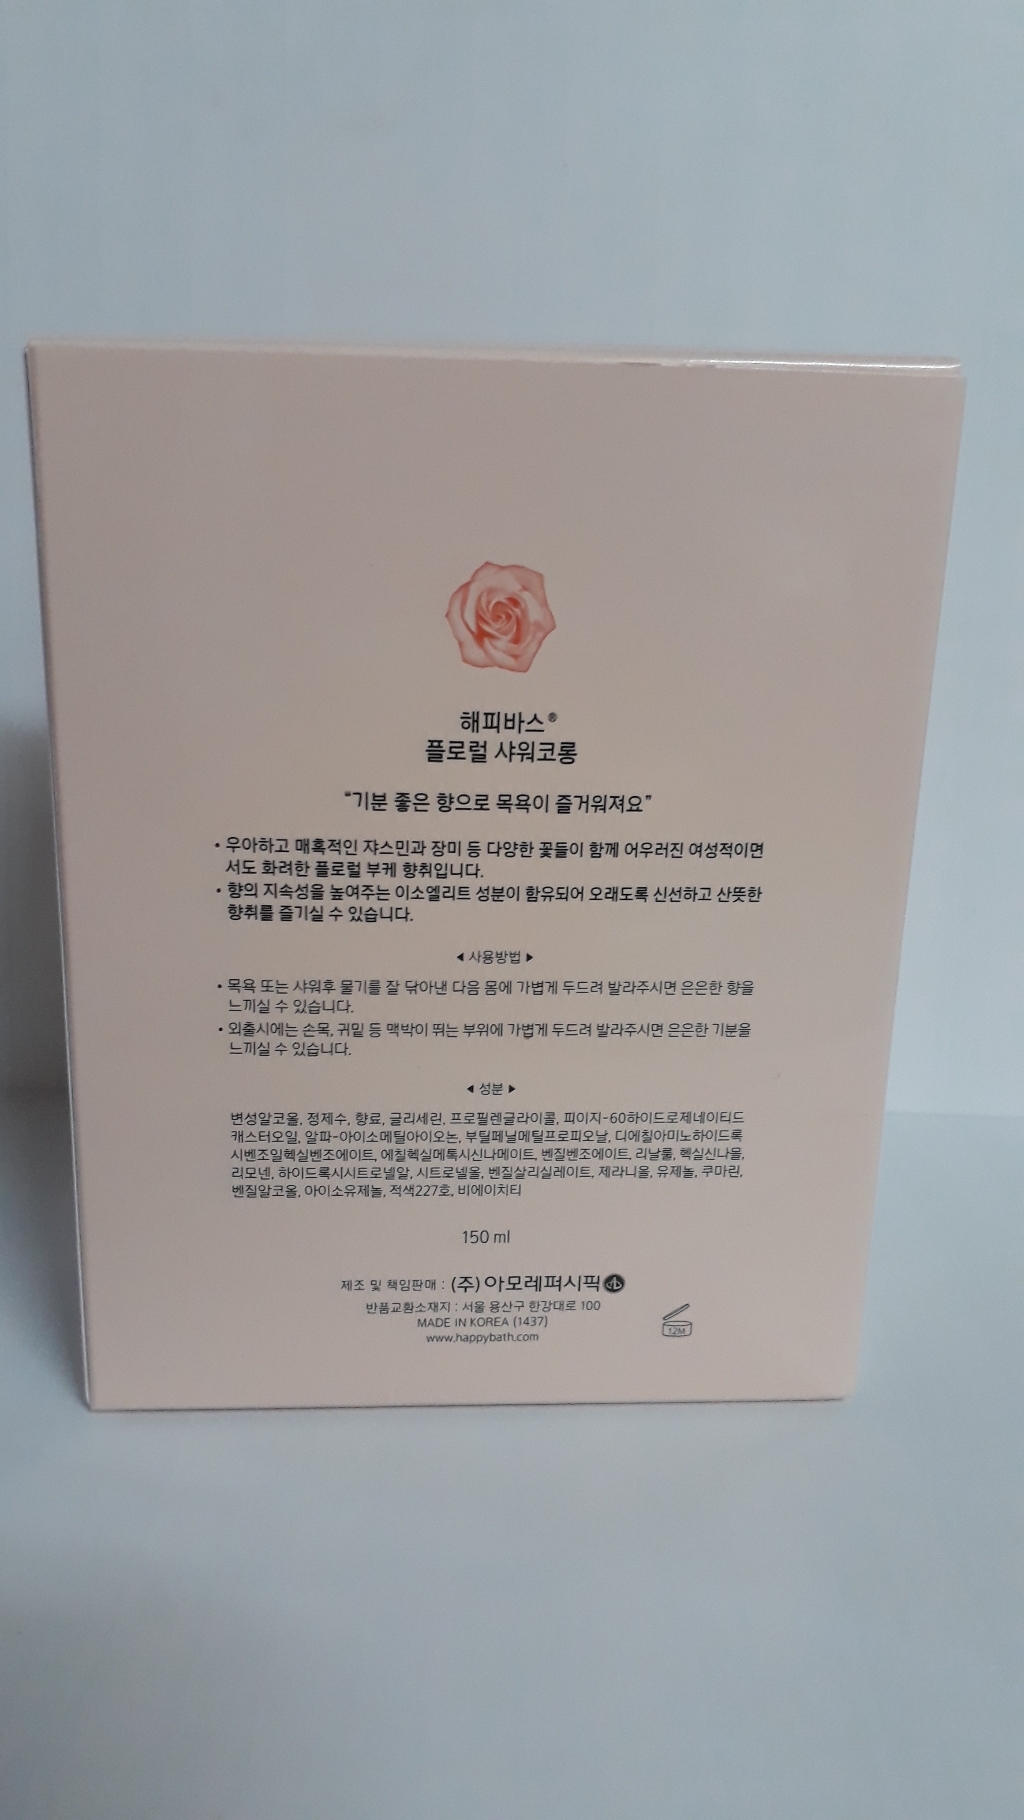 해피바스®
플로럴 샤워코롱
“기분 좋은 향으로 목욕이 즐거워져요”
• 우아하고 매혹적인 쟈스민과 장미 등 다양한 꽃들이 함께 어우러진 여성적이면
서도 화려한 플로럴 부케 향취입니다.
• 향의 지속성을 높여주는 이소엘리트 성분이 함유되어 오래도록 신선하고 산뜻한
향취를 즐기실 수 있습니다.
◀ 사용방법 ▶
• 목욕 또는 샤워후 물기를 잘 닦아낸 다음 몸에 가볍게 두드려 발라주시면 은은한 향을
느끼실 수 있습니다.
• 외출시에는 손목, 귀밑 등 맥박이 뛰는 부위에 가볍게 두드려 발라주시면 은은한 기분을
느끼실 수 있습니다.
◀ 성분 ▶
변성알코올, 정제수, 향료, 글리세린, 프로필렌글라이콜, 피이지-60하이드로제네이티드
캐스터오일, 알파-아이소메틸아이오논, 부틸페닐메틸프로피오날, 디에칠아미노하이드록
시벤조일헥실벤조에이트, 에칠헥실메톡시신나메이트, 벤질벤조에이트, 리날룰, 헥실신나믈,
리모넨, 하이드록시시트로넬알, 시트로넬올, 벤질살리실레이트, 제라니올, 유제놀, 쿠마린,
벤질알코올, 아이소유제놀, 적색227호, 비에이치티
150 ml
제조 및 책임판매 : (주)아모레퍼시픽
반품교환소재지 : 서울 용산구 한강대로 100
MADE IN KOREA (1437)
12M
www.happybath.com